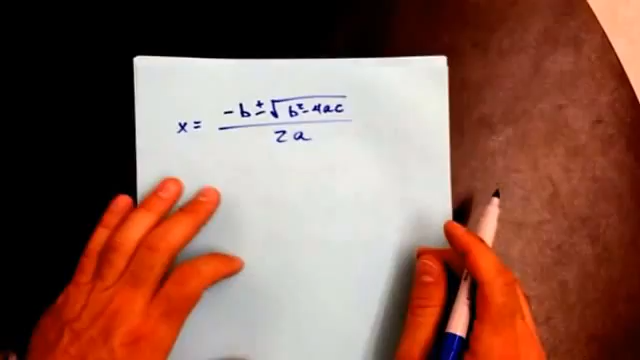 x = (-b ± √(b² - 4ac)) / 2a